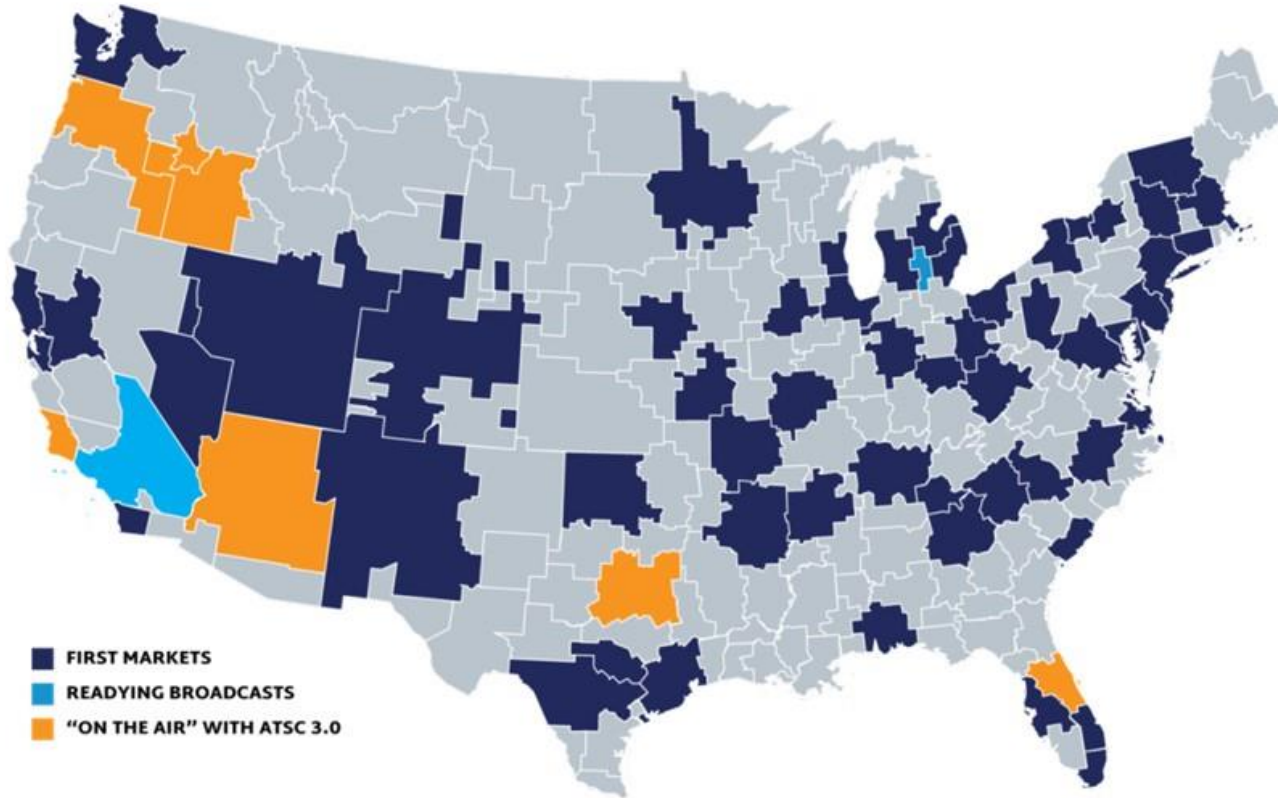 FIRST MARKETS
READYING BROADCASTS
“ON THE AIR” WITH ATSC 3.0